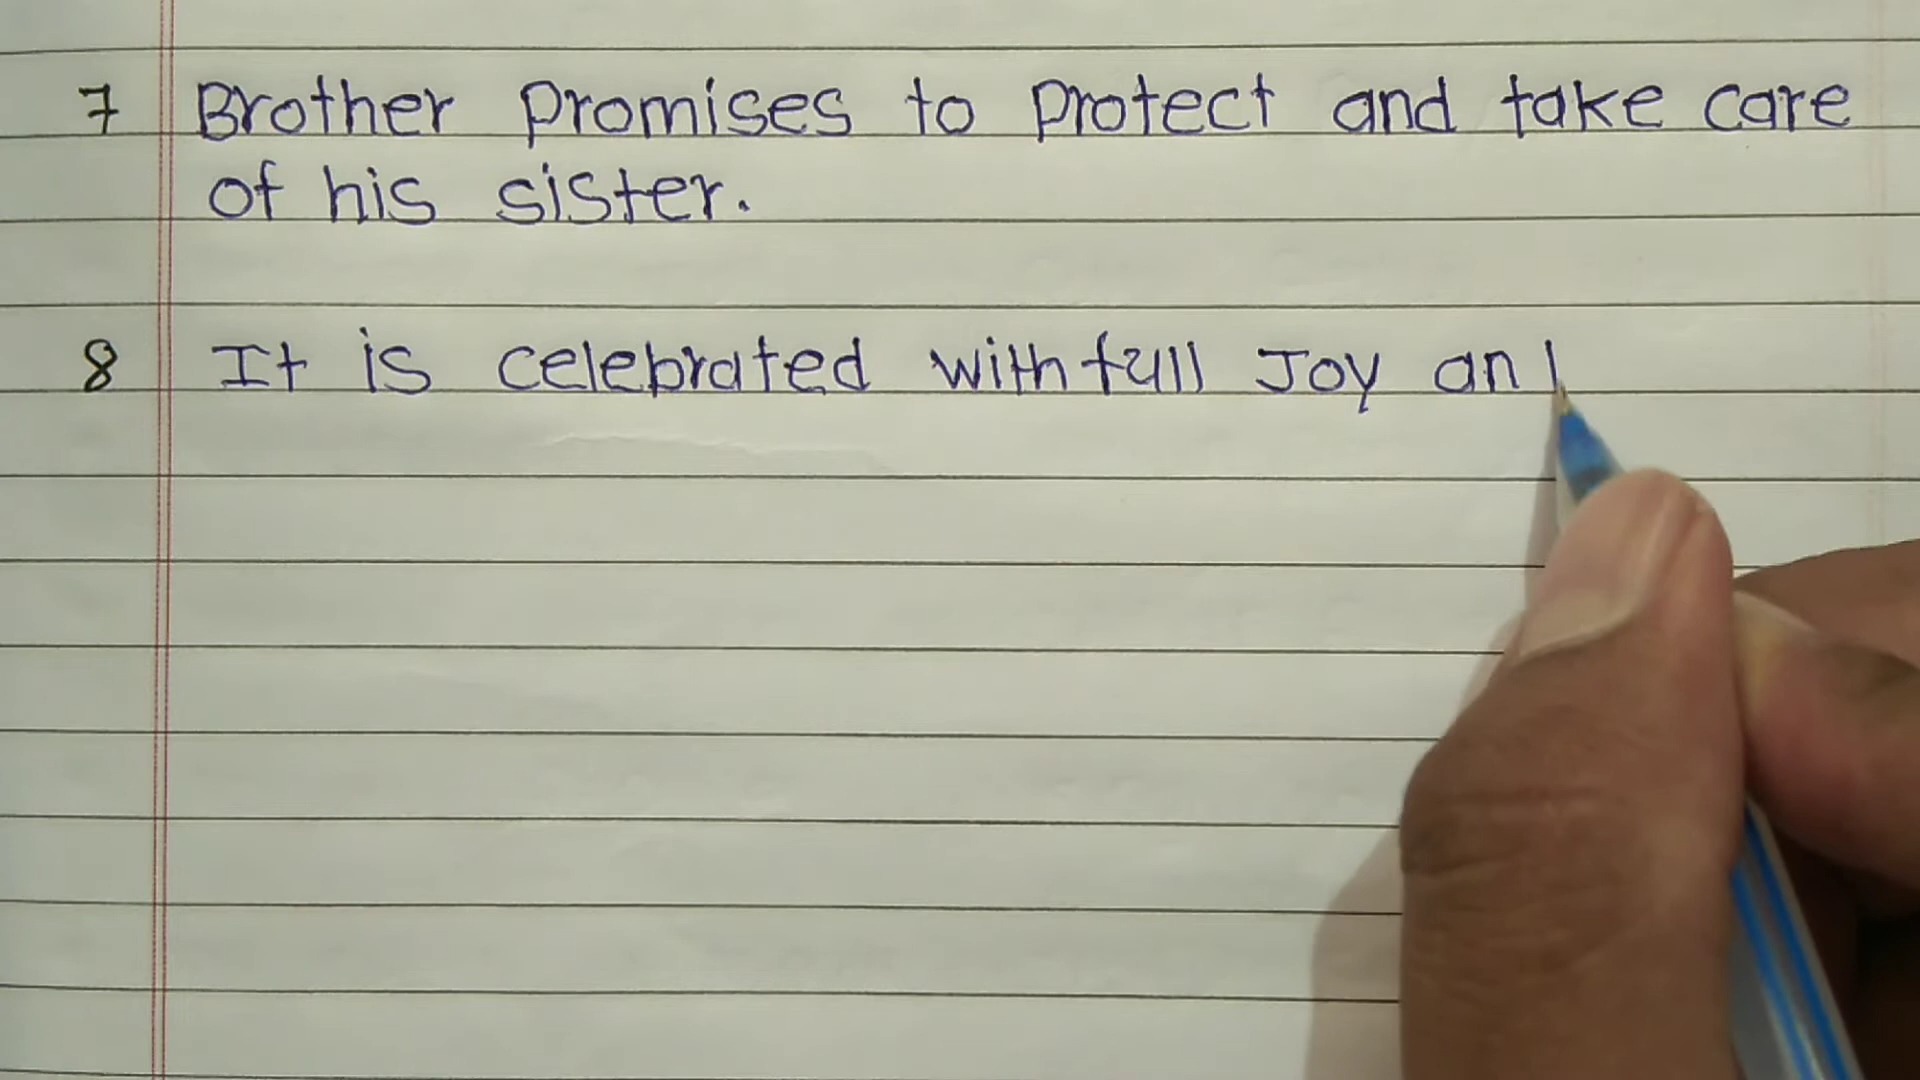 7 Brother promises to protect and take care
of his sister.
8 It is celebrated with full Joy an